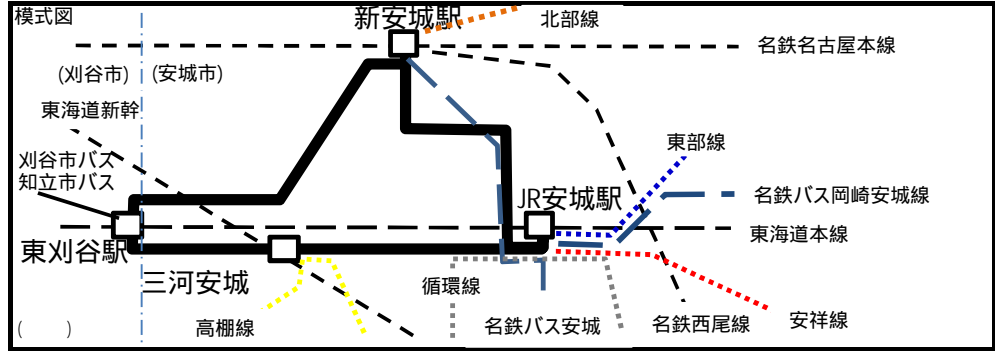 模式図
新安城駅
北部線
名鉄名古屋本線
(刈谷市)
(安城市)
東海道新幹
東部線
刈谷市バス
知立市バス
JR安城駅
名鉄バス岡崎安城線
東海道本線
東刈谷駅
三河安城
循環線
高棚線
名鉄バス安城
名鉄西尾線
安祥線
( )